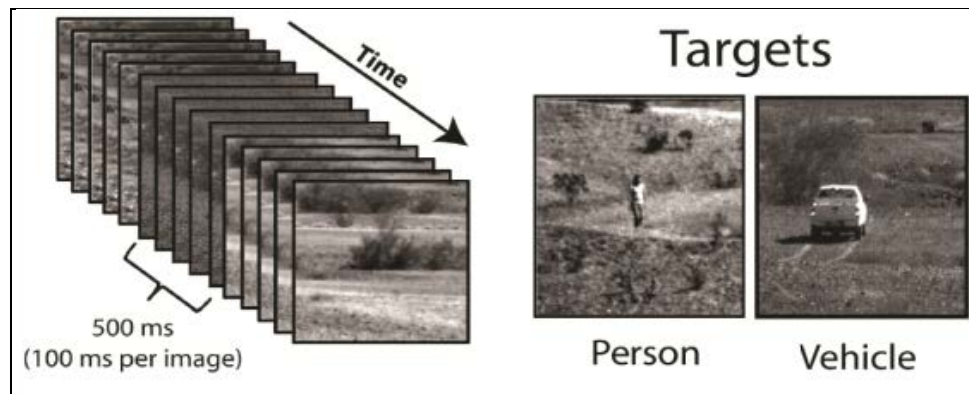 Time
500 ms
(100 ms per image)
Targets
Person
Vehicle